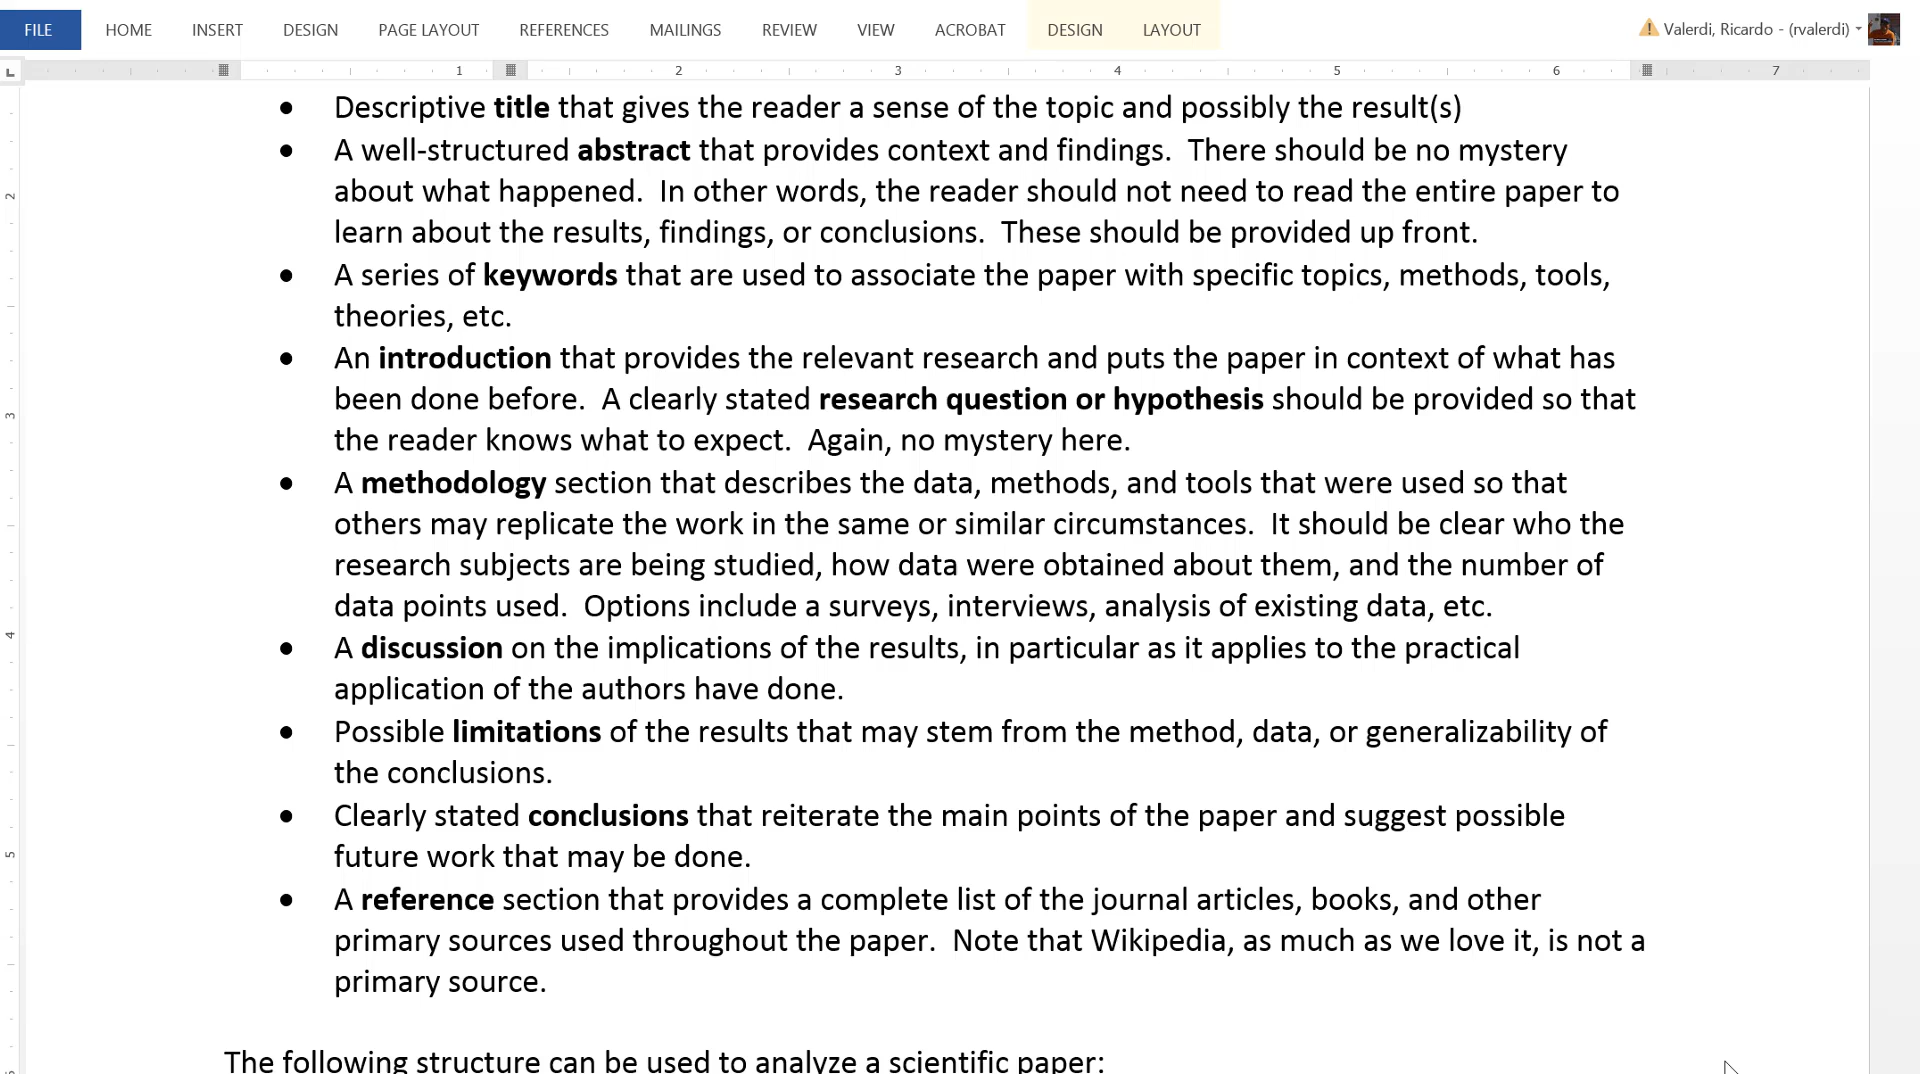 FILE HOME INSERT DESIGN PAGE LAYOUT REFERENCES MAILINGS REVIEW VIEW ACROBAT DESIGN LAYOUT Valerdi, Ricardo - (rvalerdi)
1 2 3 4 5 6 7
• Descriptive title that gives the reader a sense of the topic and possibly the result(s)
• A well-structured abstract that provides context and findings. There should be no mystery
about what happened. In other words, the reader should not need to read the entire paper to
learn about the results, findings, or conclusions. These should be provided up front.
• A series of keywords that are used to associate the paper with specific topics, methods, tools,
theories, etc.
• An introduction that provides the relevant research and puts the paper in context of what has
been done before. A clearly stated research question or hypothesis should be provided so that
the reader knows what to expect. Again, no mystery here.
• A methodology section that describes the data, methods, and tools that were used so that
others may replicate the work in the same or similar circumstances. It should be clear who the
research subjects are being studied, how data were obtained about them, and the number of
data points used. Options include a surveys, interviews, analysis of existing data, etc.
• A discussion on the implications of the results, in particular as it applies to the practical
application of the authors have done.
• Possible limitations of the results that may stem from the method, data, or generalizability of
the conclusions.
• Clearly stated conclusions that reiterate the main points of the paper and suggest possible
future work that may be done.
• A reference section that provides a complete list of the journal articles, books, and other
primary sources used throughout the paper. Note that Wikipedia, as much as we love it, is not a
primary source.
The following structure can be used to analyze a scientific paper:
2
3
4
5